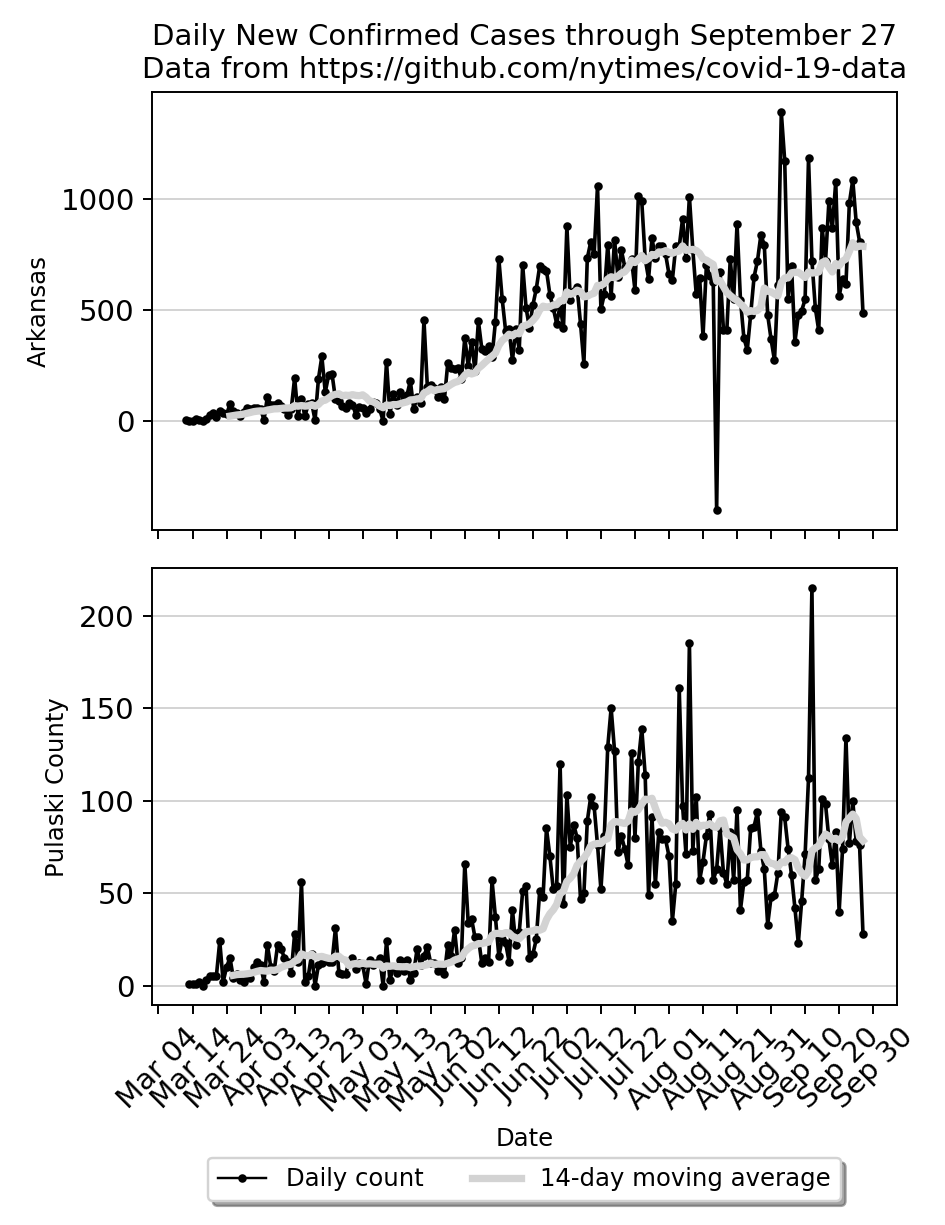 Daily New Confirmed Cases through September 27
Data from https://github.com/nytimes/covid-19-data
1000
500
0
Arkansas
200
150
100
50
0
Pulaski County
Mar 04
Mar 14
Mar 24
Apr 03
Apr 13
Apr 23
May 03
May 13
May 23
Jun 02
Jun 12
Jun 22
Jul 02
Jul 12
Jul 22
Aug 01
Aug 11
Aug 21
Aug 31
Sep 10
Sep 20
Sep 30
Date
Daily count
14-day moving average